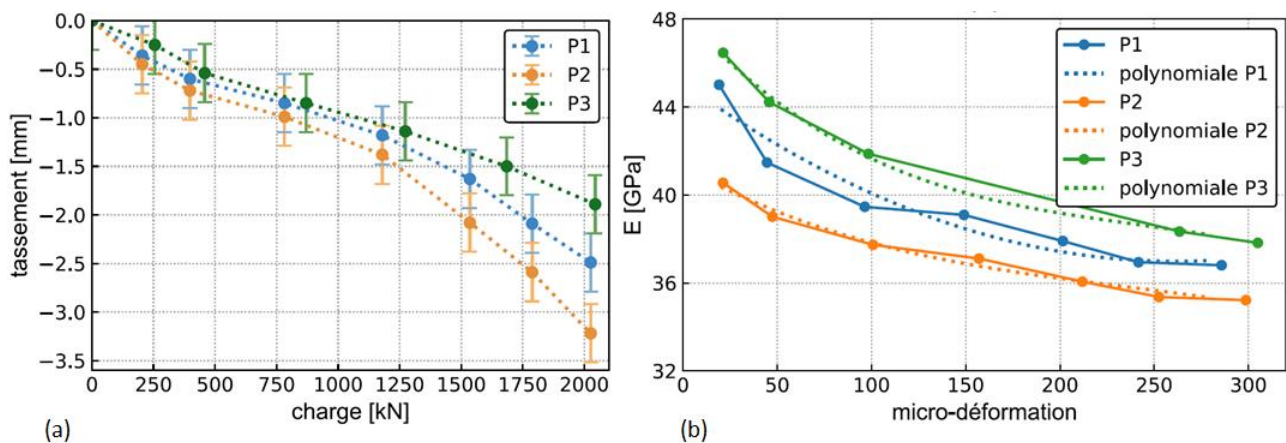 0.0
−0.5
−1.0
−1.5
−2.0
−2.5
−3.0
−3.5
tassement [mm]
0 250 500 750 1000 1250 1500 1750 2000
charge [kN]
P1
P2
P3
(a)
48
44
40
36
32
E [GPa]
0 50 100 150 200 250 300
micro-déformation
P1
polynomiale P1
P2
polynomiale P2
P3
polynomiale P3
(b)